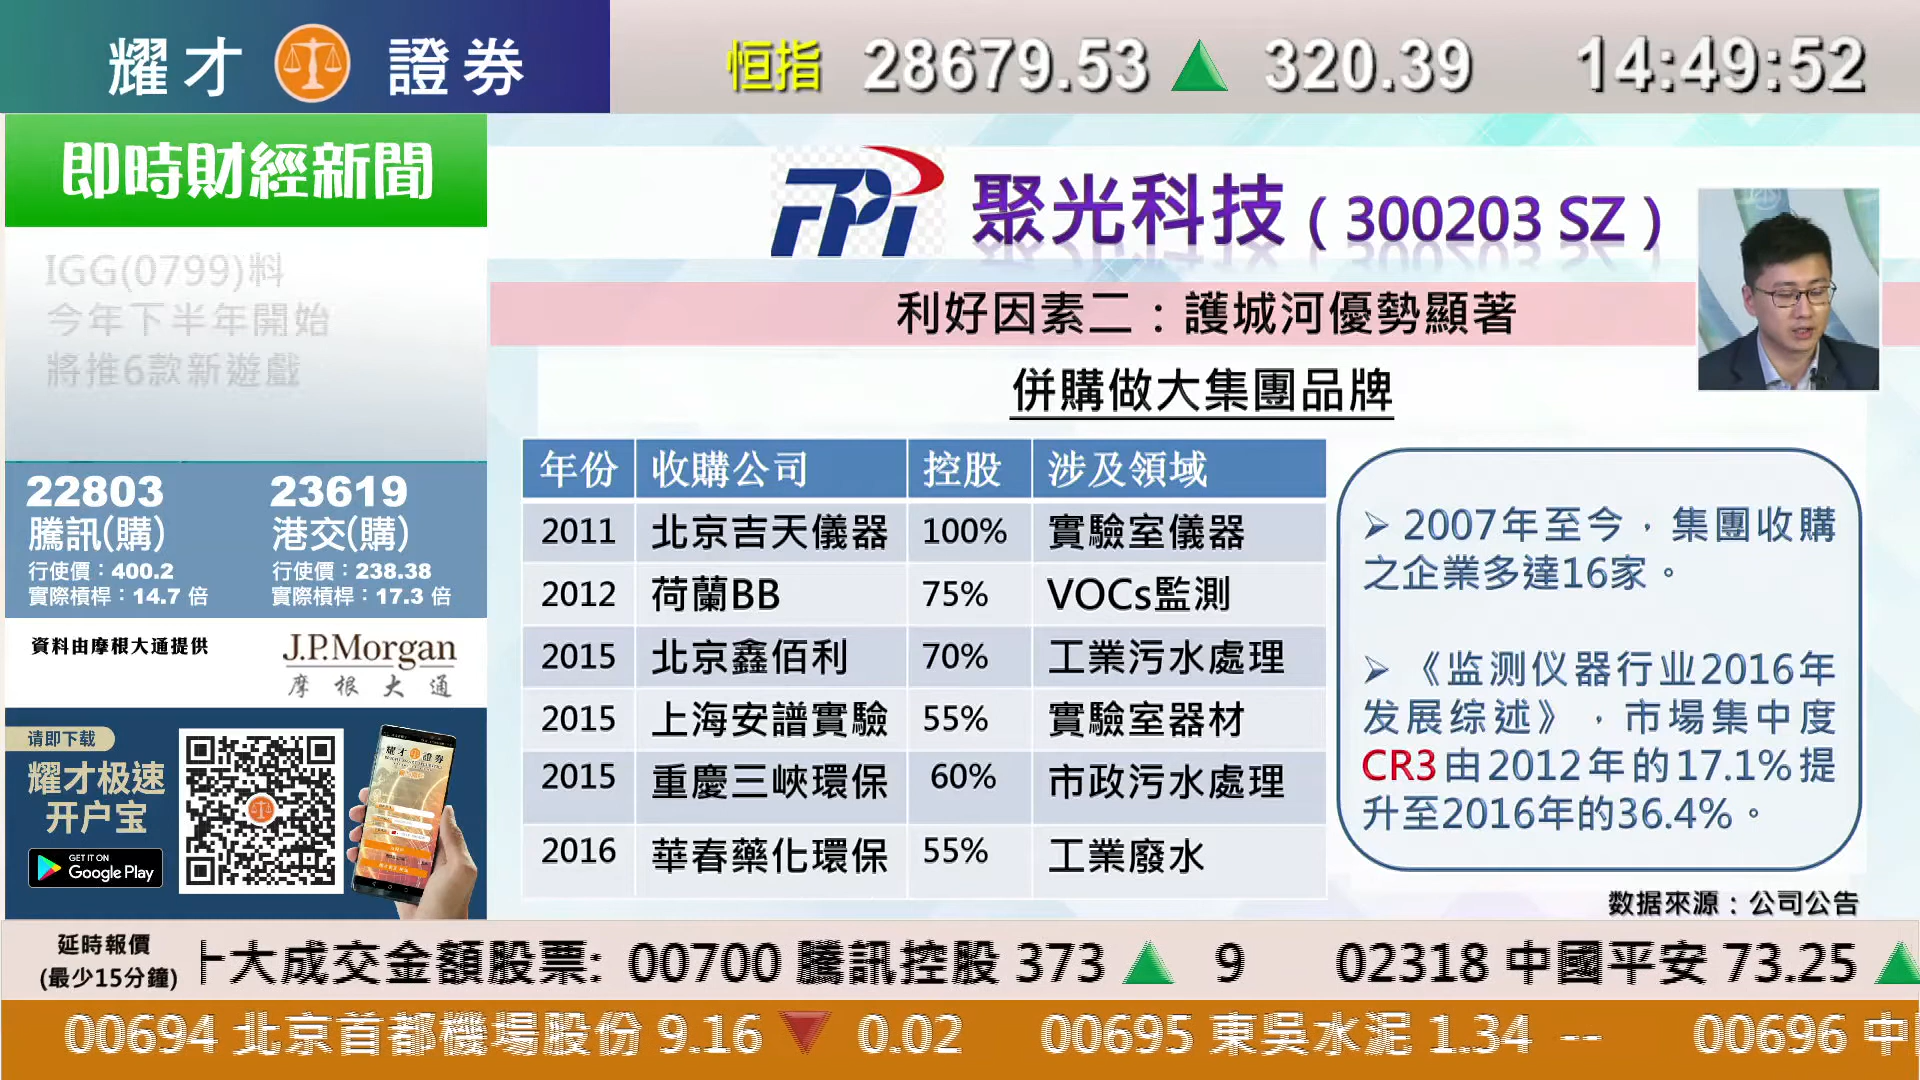 耀才 證券
恒指 28679.53 ▲ 320.39 14:49:52
即時財經新聞
IGG(0799)料
今年下半年開始
將推6款新遊戲
22803 23619
騰訊(購) 港交(購)
行使價：400.2 行使價：238.38
實際槓桿：14.7 倍 實際槓桿：17.3 倍
資料由摩根大通提供
J.P.Morgan
摩根大通
请即下载
耀才极速
开户宝
GET IT ON
Google Play
耀才 證券
FPI 聚光科技（300203 SZ）
利好因素二：護城河優勢顯著
併購做大集團品牌
年份 收購公司 控股 涉及領域
2011 北京吉天儀器 100% 實驗室儀器
2012 荷蘭BB 75% VOCs監測
2015 北京鑫佰利 70% 工業污水處理
2015 上海安譜實驗 55% 實驗室器材
2015 重慶三峽環保 60% 市政污水處理
2016 華春藥化環保 55% 工業廢水
➢ 2007年至今，集團收購
之企業多達16家。
➢ 《监测仪器行业2016年
发展综述》，市場集中度
CR3由2012年的17.1%提
升至2016年的36.4%。
数据來源：公司公告
延時報價
(最少15分鐘)
十大成交金額股票: 00700 騰訊控股 373 ▲ 9 02318 中國平安 73.25 ▲
00694 北京首都機場股份 9.16 ▼ 0.02 00695 東吳水泥 1.34 -- 00696 中